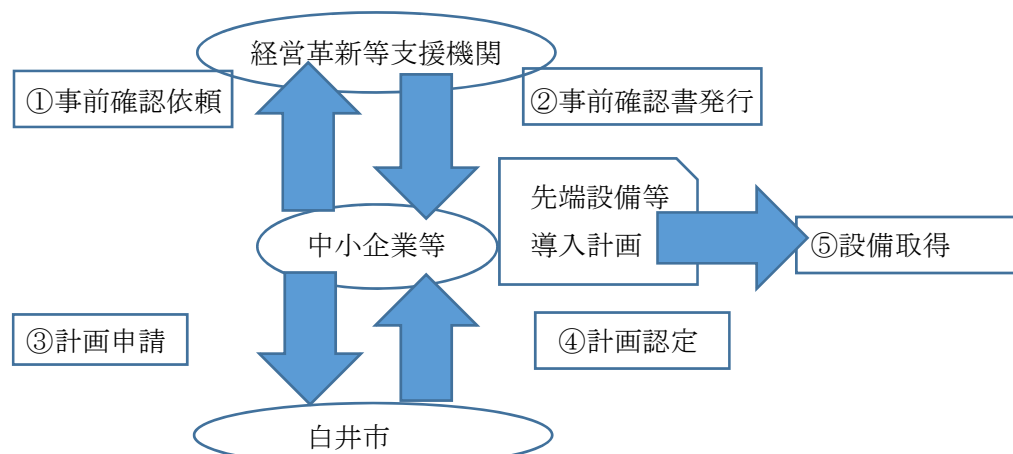 経営革新等支援機関
①事前確認依頼
②事前確認書発行
先端設備等
導入計画
中小企業等
⑤設備取得
③計画申請
④計画認定
白井市